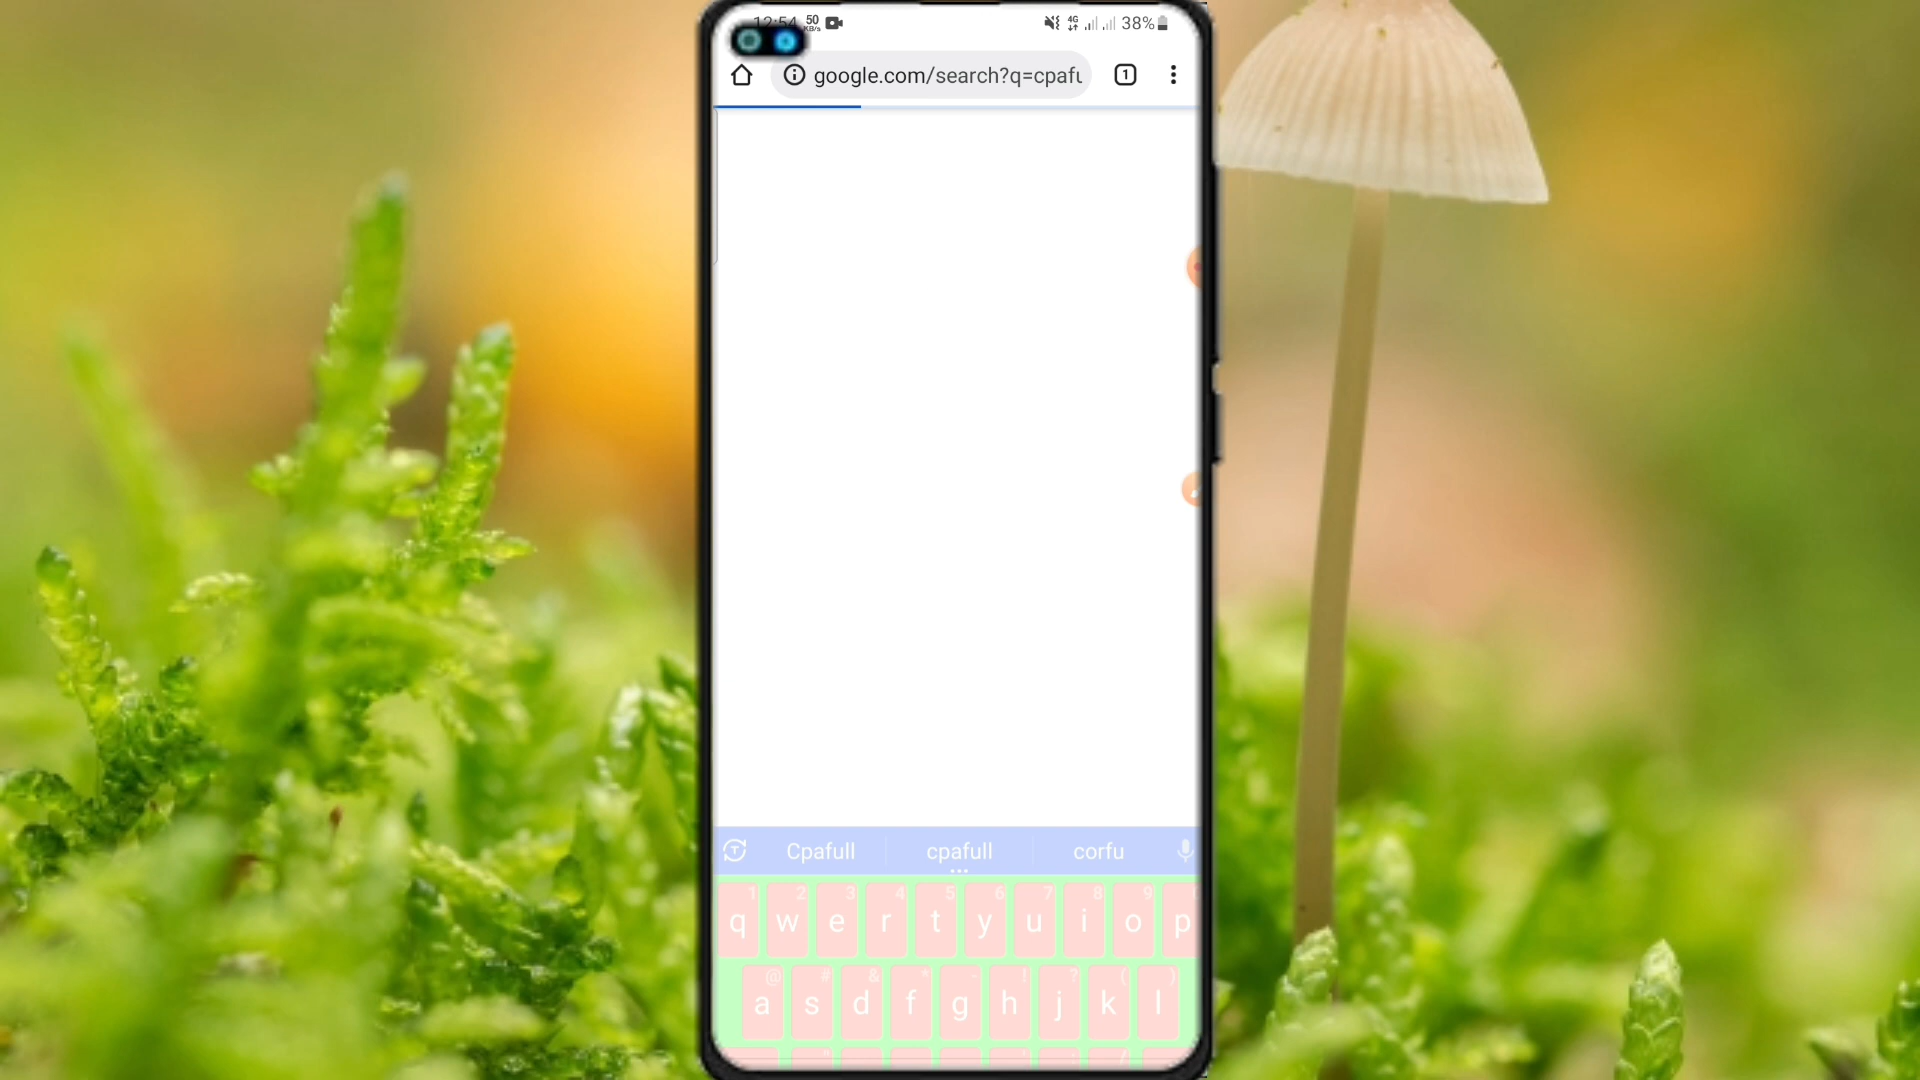 12:54 50 KB/s 4G 38%
google.com/search?q=cpafu
1
Cpafull cpafull corfu
1 2 3 4 5 6 7 8 9
q w e r t y u i o p
@ # & * - ! ? ( )
a s d f g h j k l